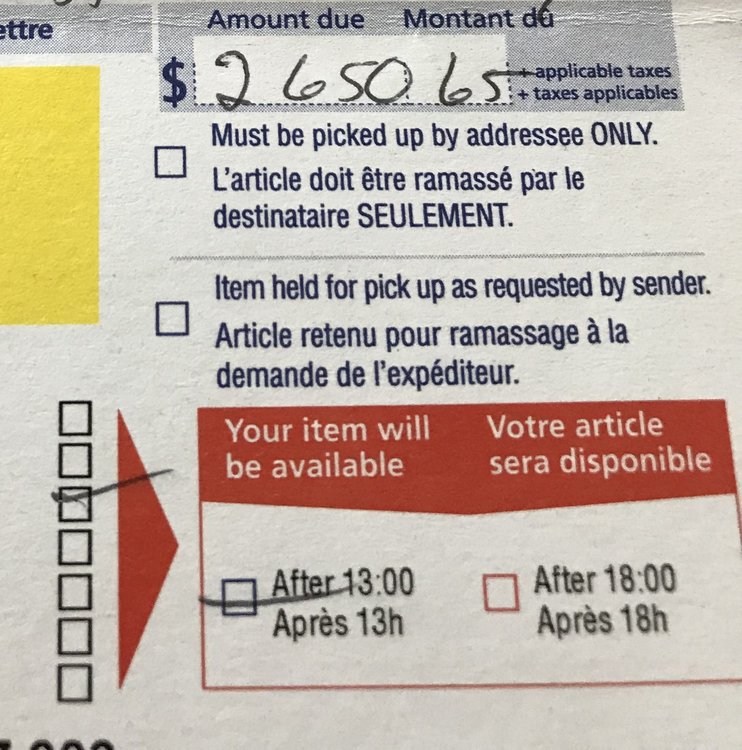 ettre
Amount due Montant dû
$ 2650.65 + applicable taxes
+ taxes applicables
Must be picked up by addressee ONLY.
L'article doit être ramassé par le
destinataire SEULEMENT.
Item held for pick up as requested by sender.
Article retenu pour ramassage à la
demande de l'expéditeur.
Your item will
be available
Votre article
sera disponible
After 13:00
Après 13h
After 18:00
Après 18h